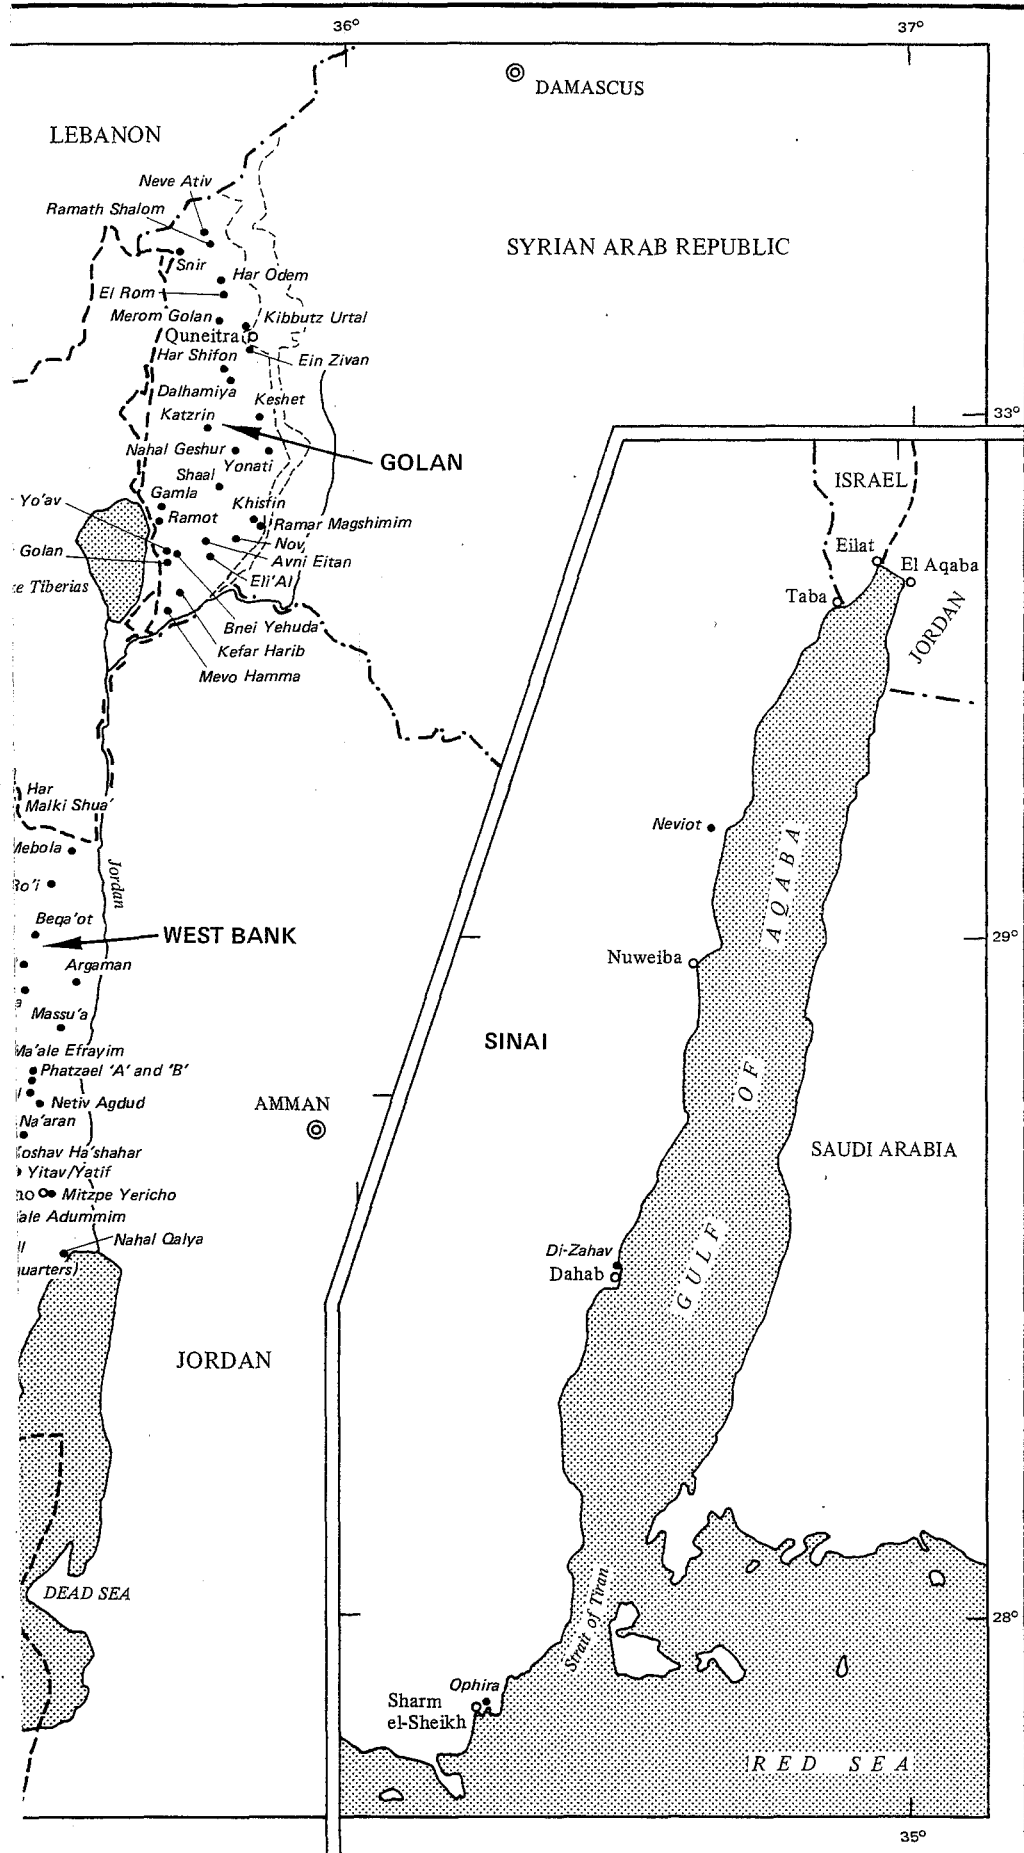 36°
37°
DAMASCUS
LEBANON
Neve Ativ
Ramath Shalom
SYRIAN ARAB REPUBLIC
Snir
Har Odem
El Rom
Merom Golan
Kibbutz Urtal
Quneitra
Har Shifon
Ein Zivan
Dalhamiya
Keshet
Katzrin
33°
Nahal Geshur
Yonati
GOLAN
Shaal
ISRAEL
Yo'av
Gamla
Khisfin
Ramot
Ramar Magshimim
Nov
Golan
Avni Eitan
Eilat
El Aqaba
Eli'Al
Tiberias
Taba
Bnei Yehuda
JORDAN
Kefar Harib
Mevo Hamma
Har
Malki Shua'
Neviot
Mebola
Jordan
Ro'i
AQABA
Beqa'ot
WEST BANK
29°
Argaman
Nuweiba
Massu'a
SINAI
Ma'ale Efrayim
Phatzael 'A' and 'B'
OF
Netiv Agdud
AMMAN
Na'aran
Ha'shahar
SAUDI ARABIA
Yitav/Yatif
Mitzpe Yericho
Adummim
Nahal Qalya
GULF
Di-Zahav
Dahab
JORDAN
DEAD SEA
Strait of Tiran
28°
Ophira
Sharm
el-Sheikh
RED SEA
35°